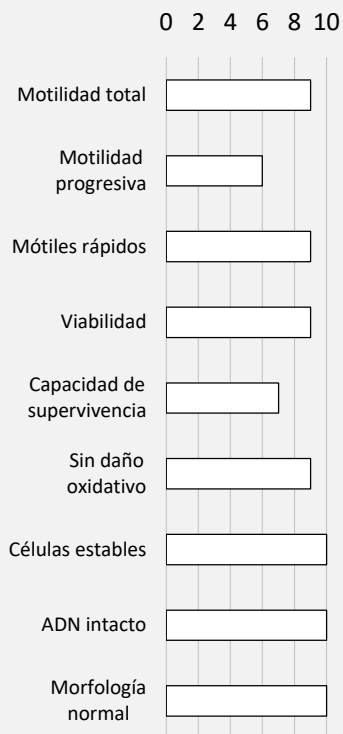 0 2 4 6 8 10
Motilidad total
Motilidad
progresiva
Mótiles rápidos
Viabilidad
Capacidad de
supervivencia
Sin daño
oxidativo
Células estables
ADN intacto
Morfología
normal